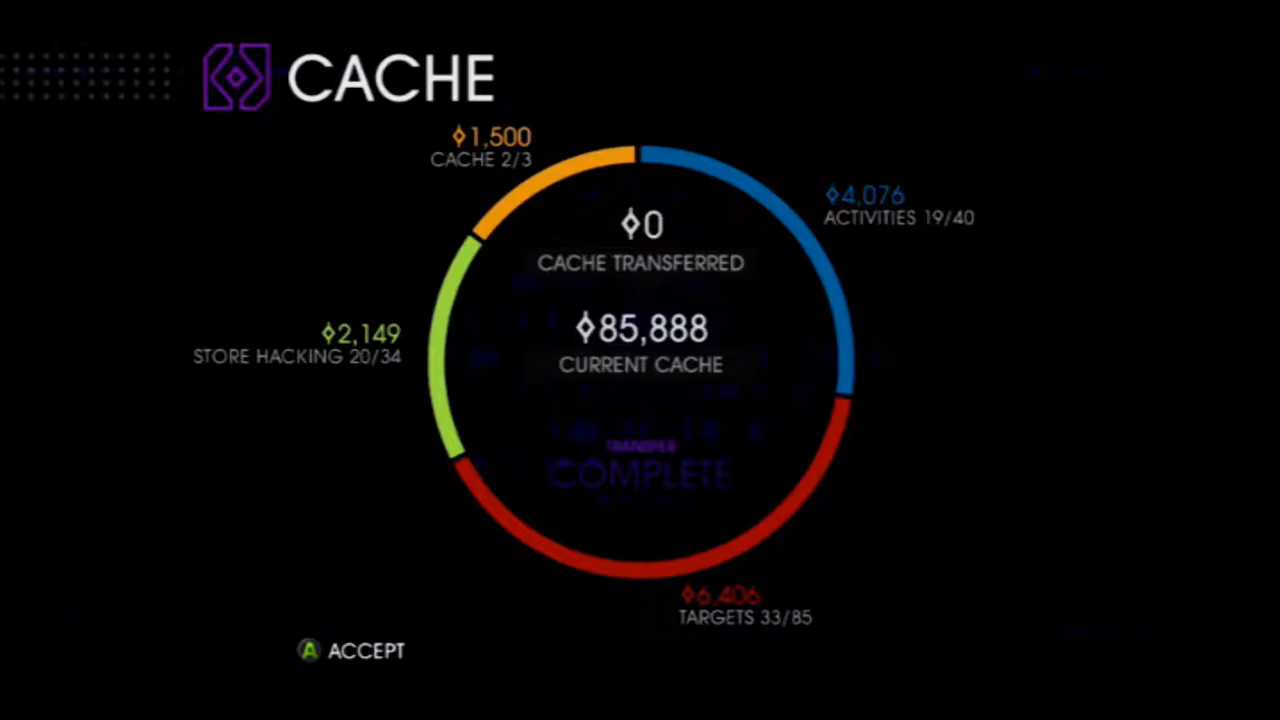 CACHE
1,500
CACHE 2/3
4,076
ACTIVITIES 19/40
0
CACHE TRANSFERRED
85,888
CURRENT CACHE
2,149
STORE HACKING 20/34
TRANSFER
COMPLETE
6,406
TARGETS 33/85
A ACCEPT